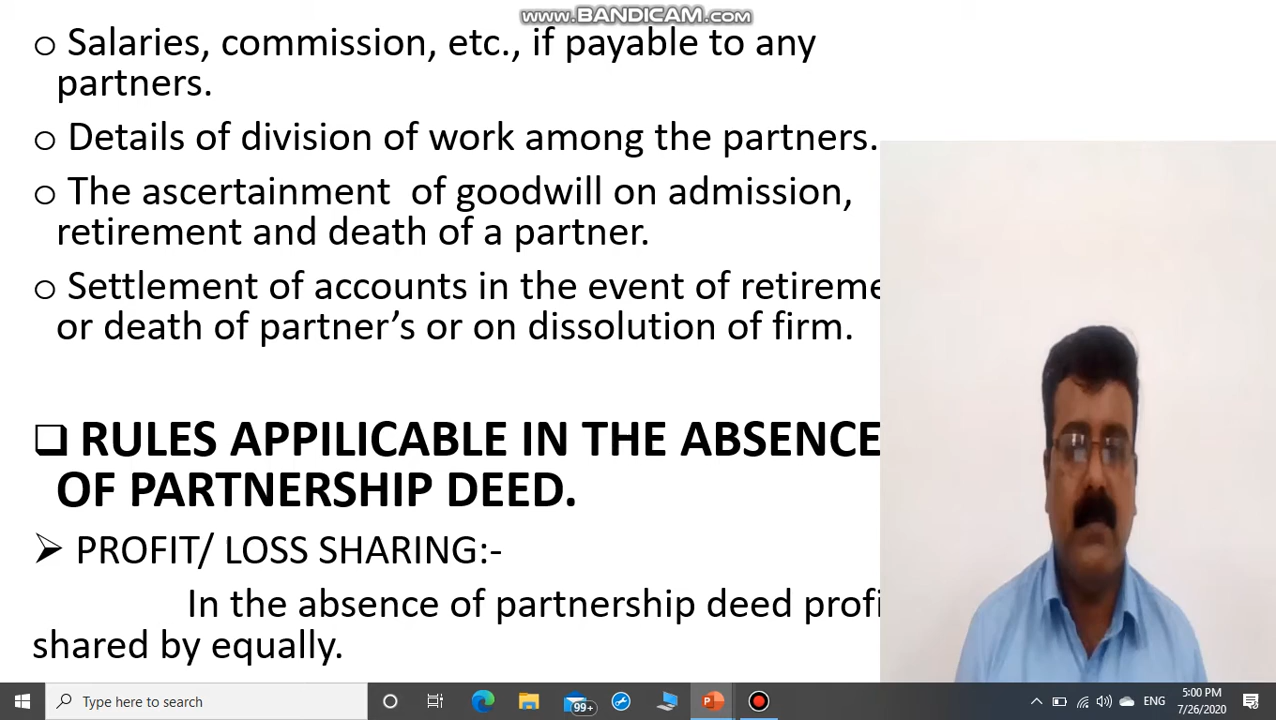 www.BANDICAM.com
o Salaries, commission, etc., if payable to any
partners.
o Details of division of work among the partners.
o The ascertainment of goodwill on admission,
retirement and death of a partner.
o Settlement of accounts in the event of retireme
or death of partner’s or on dissolution of firm.
❑ RULES APPILICABLE IN THE ABSENCE
OF PARTNERSHIP DEED.
➢ PROFIT/ LOSS SHARING:-
In the absence of partnership deed profi
shared by equally.
Type here to search
99+
ENG
5:00 PM
7/26/2020